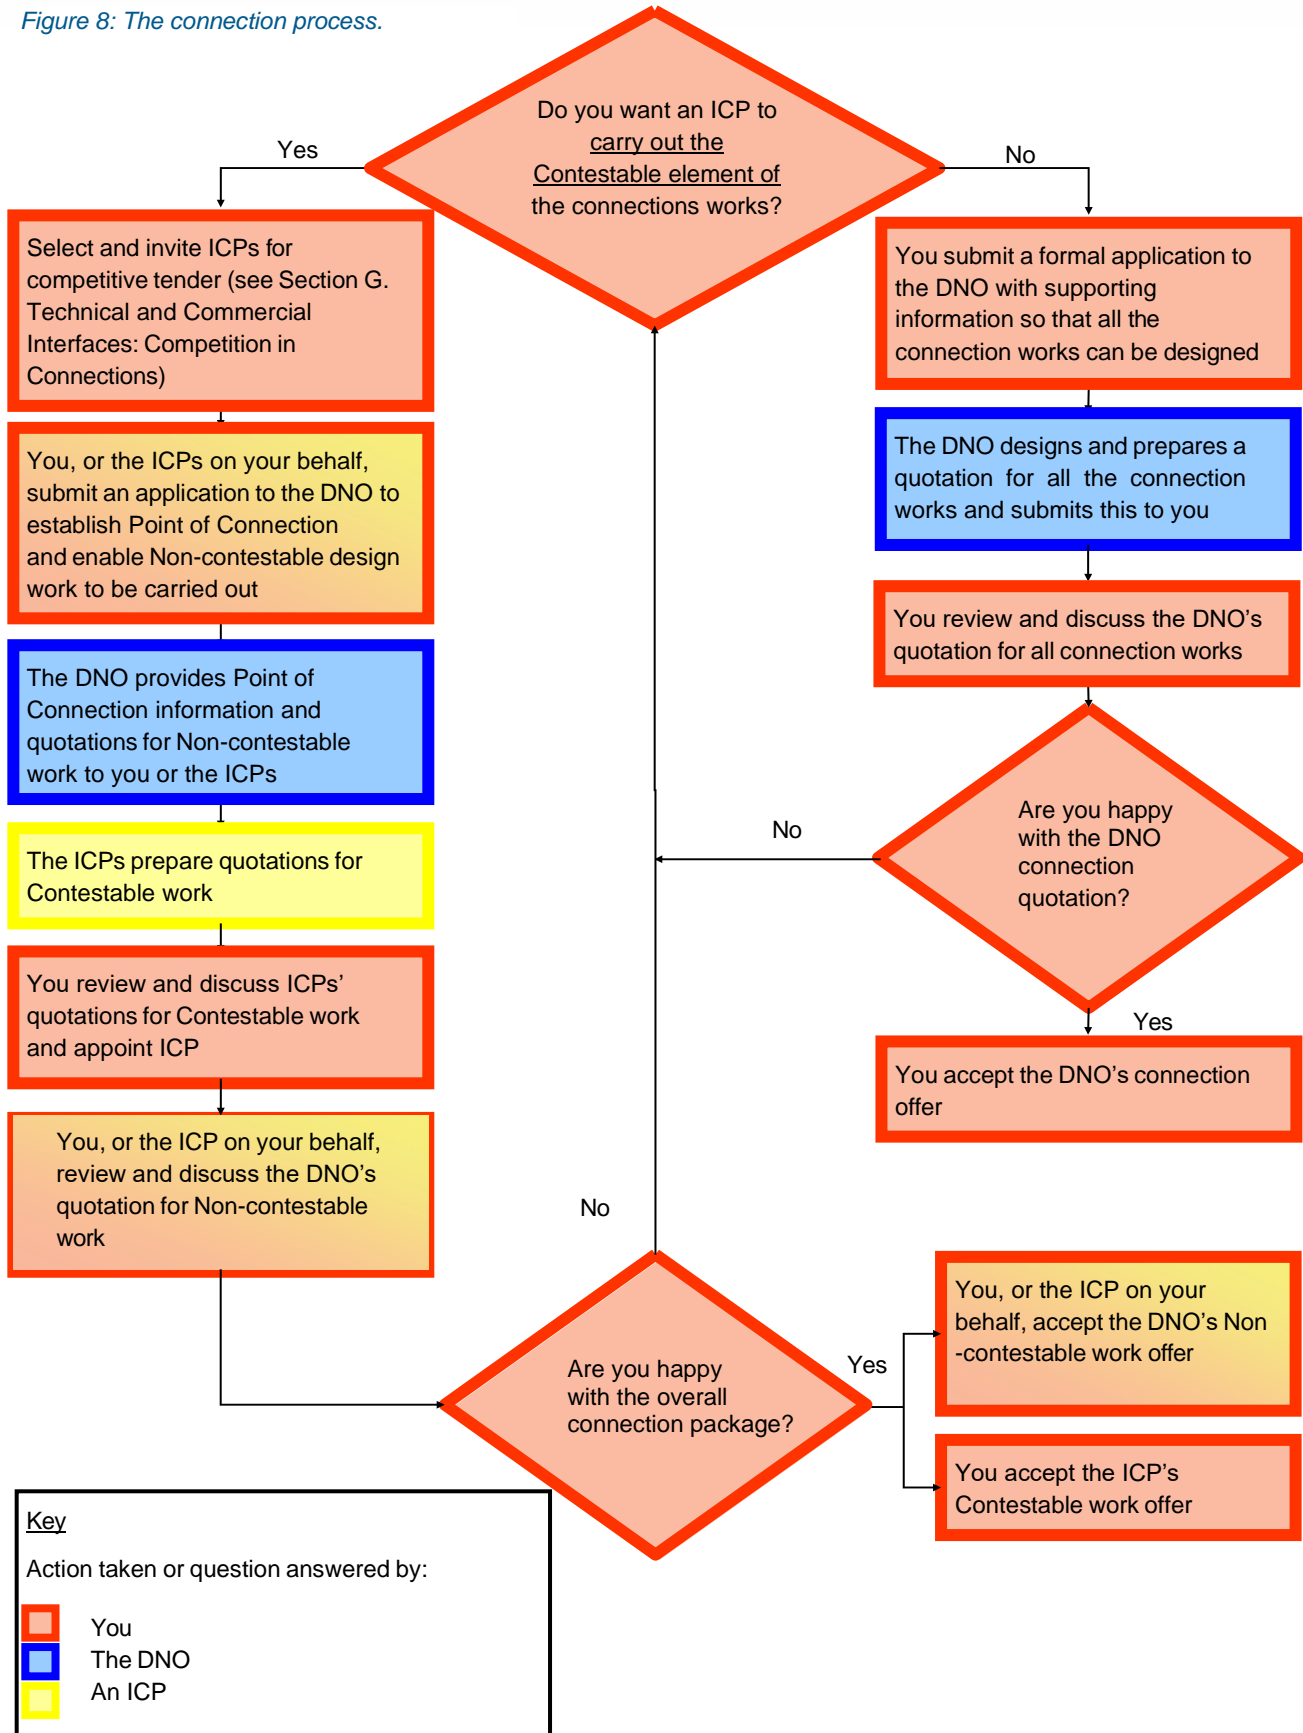 Figure 8: The connection process.
Do you want an ICP to
carry out the
Contestable element of
the connections works?
Yes
No
Select and invite ICPs for
competitive tender (see Section G.
Technical and Commercial
Interfaces: Competition in
Connections)
You, or the ICPs on your behalf,
submit an application to the DNO to
establish Point of Connection
and enable Non-contestable design
work to be carried out
The DNO provides Point of
Connection information and
quotations for Non-contestable
work to you or the ICPs
The ICPs prepare quotations for
Contestable work
You review and discuss ICPs'
quotations for Contestable work
and appoint ICP
You, or the ICP on your behalf,
review and discuss the DNO's
quotation for Non-contestable
work
You submit a formal application to
the DNO with supporting
information so that all the
connection works can be designed
The DNO designs and prepares a
quotation for all the connection
works and submits this to you
You review and discuss the DNO's
quotation for all connection works
Are you happy
with the DNO
connection
quotation?
No
Yes
You accept the DNO's connection
offer
No
Are you happy
with the overall
connection package?
Yes
You, or the ICP on your
behalf, accept the DNO's Non
-contestable work offer
You accept the ICP's
Contestable work offer
Key
Action taken or question answered by:
You
The DNO
An ICP